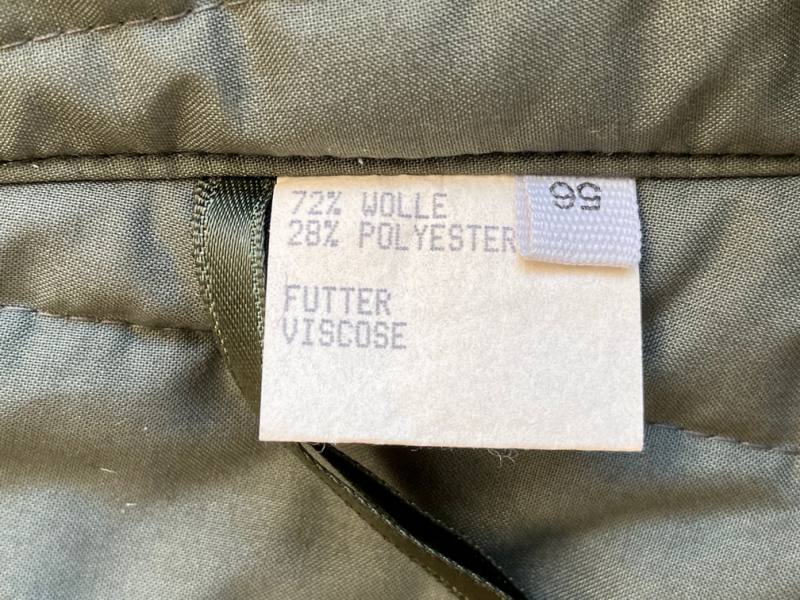 72% WOLLE
28% POLYESTER
FUTTER
VISCOSE
56